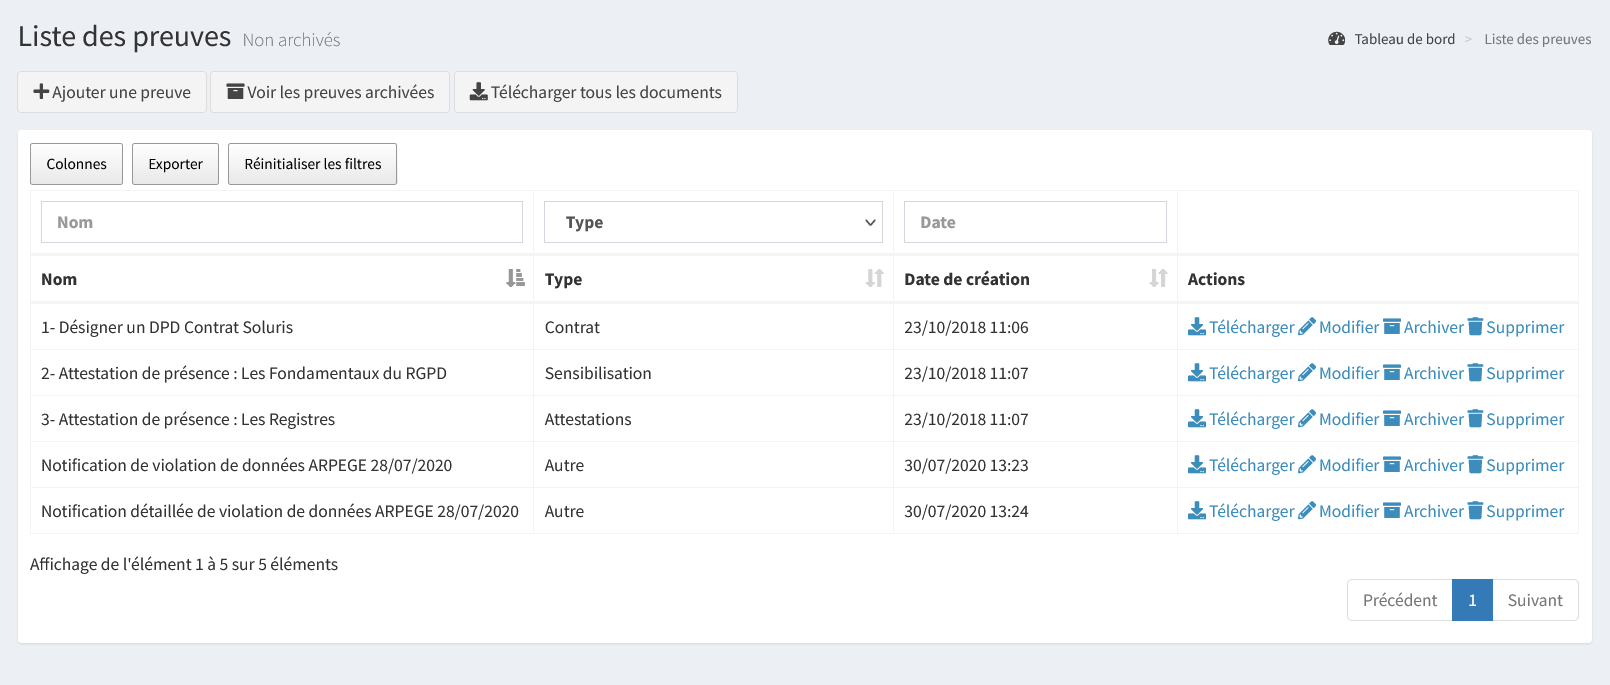 Liste des preuves Non archivés
Tableau de bord > Liste des preuves
Ajouter une preuve Voir les preuves archivées Télécharger tous les documents
Colonnes Exporter Réinitialiser les filtres
Nom Type Date
Nom Type Date de création Actions
1- Désigner un DPD Contrat Soluris Contrat 23/10/2018 11:06 Télécharger Modifier Archiver Supprimer
2- Attestation de présence : Les Fondamentaux du RGPD Sensibilisation 23/10/2018 11:07 Télécharger Modifier Archiver Supprimer
3- Attestation de présence : Les Registres Attestations 23/10/2018 11:07 Télécharger Modifier Archiver Supprimer
Notification de violation de données ARPEGE 28/07/2020 Autre 30/07/2020 13:23 Télécharger Modifier Archiver Supprimer
Notification détaillée de violation de données ARPEGE 28/07/2020 Autre 30/07/2020 13:24 Télécharger Modifier Archiver Supprimer
Affichage de l'élément 1 à 5 sur 5 éléments
Précédent 1 Suivant